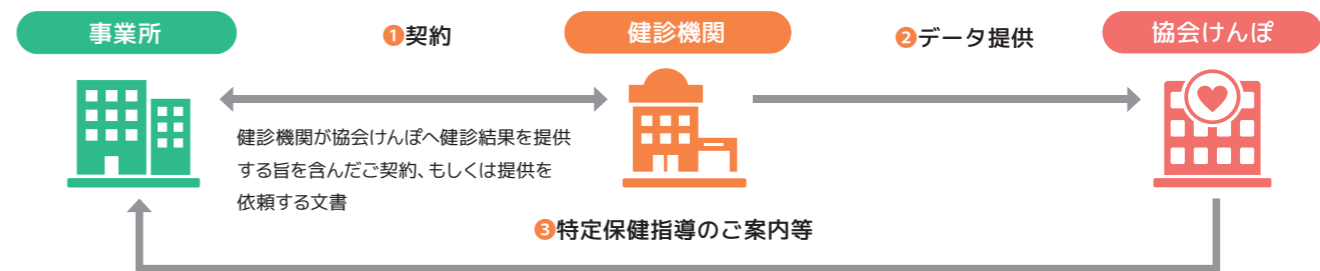 事業所
❶契約
健診機関
❷データ提供
協会けんぽ
健診機関が協会けんぽへ健診結果を提供
する旨を含んだご契約、もしくは提供を
依頼する文書
❸特定保健指導のご案内等